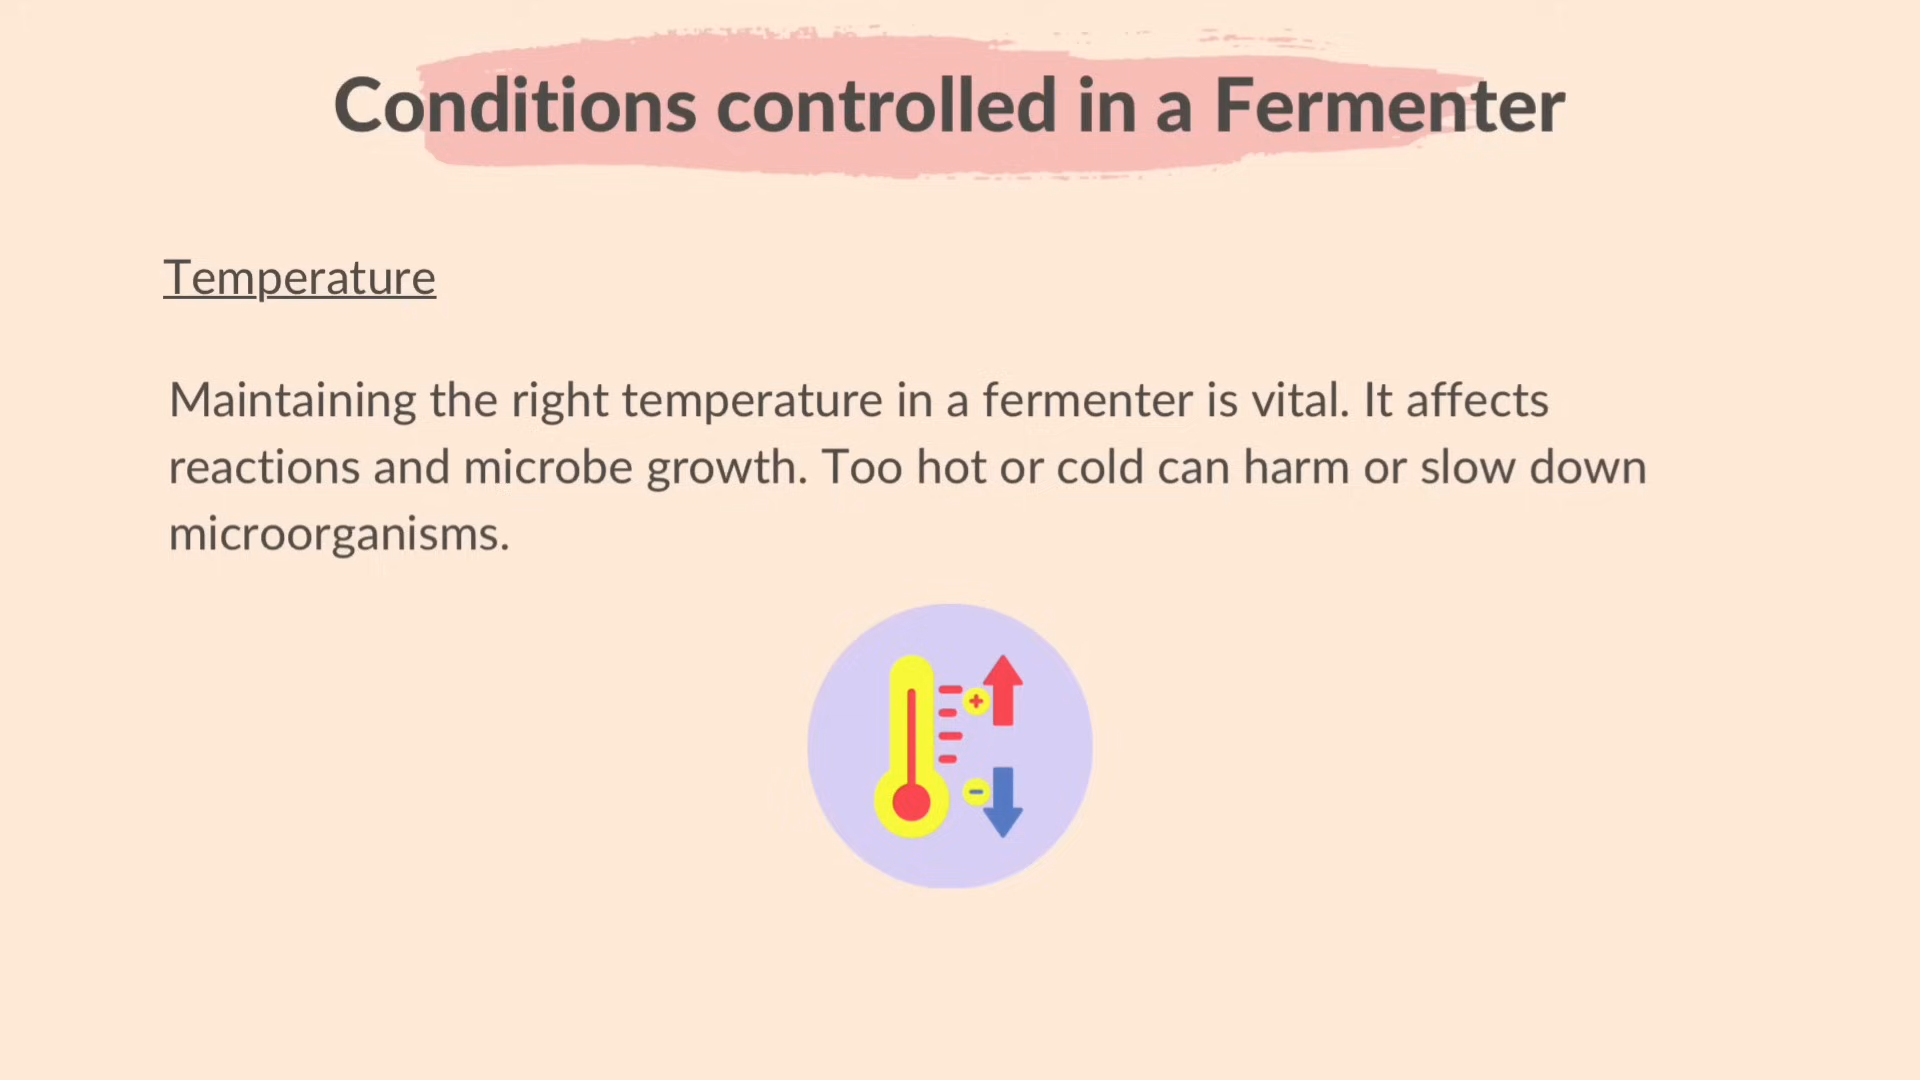 Conditions controlled in a Fermenter
Temperature
Maintaining the right temperature in a fermenter is vital. It affects
reactions and microbe growth. Too hot or cold can harm or slow down
microorganisms.